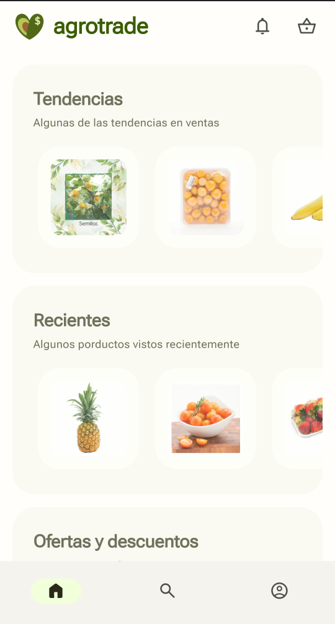 $
agrotrade
Tendencias
Algunas de las tendencias en ventas
Semillas
Recientes
Algunos porductos vistos recientemente
Ofertas y descuentos